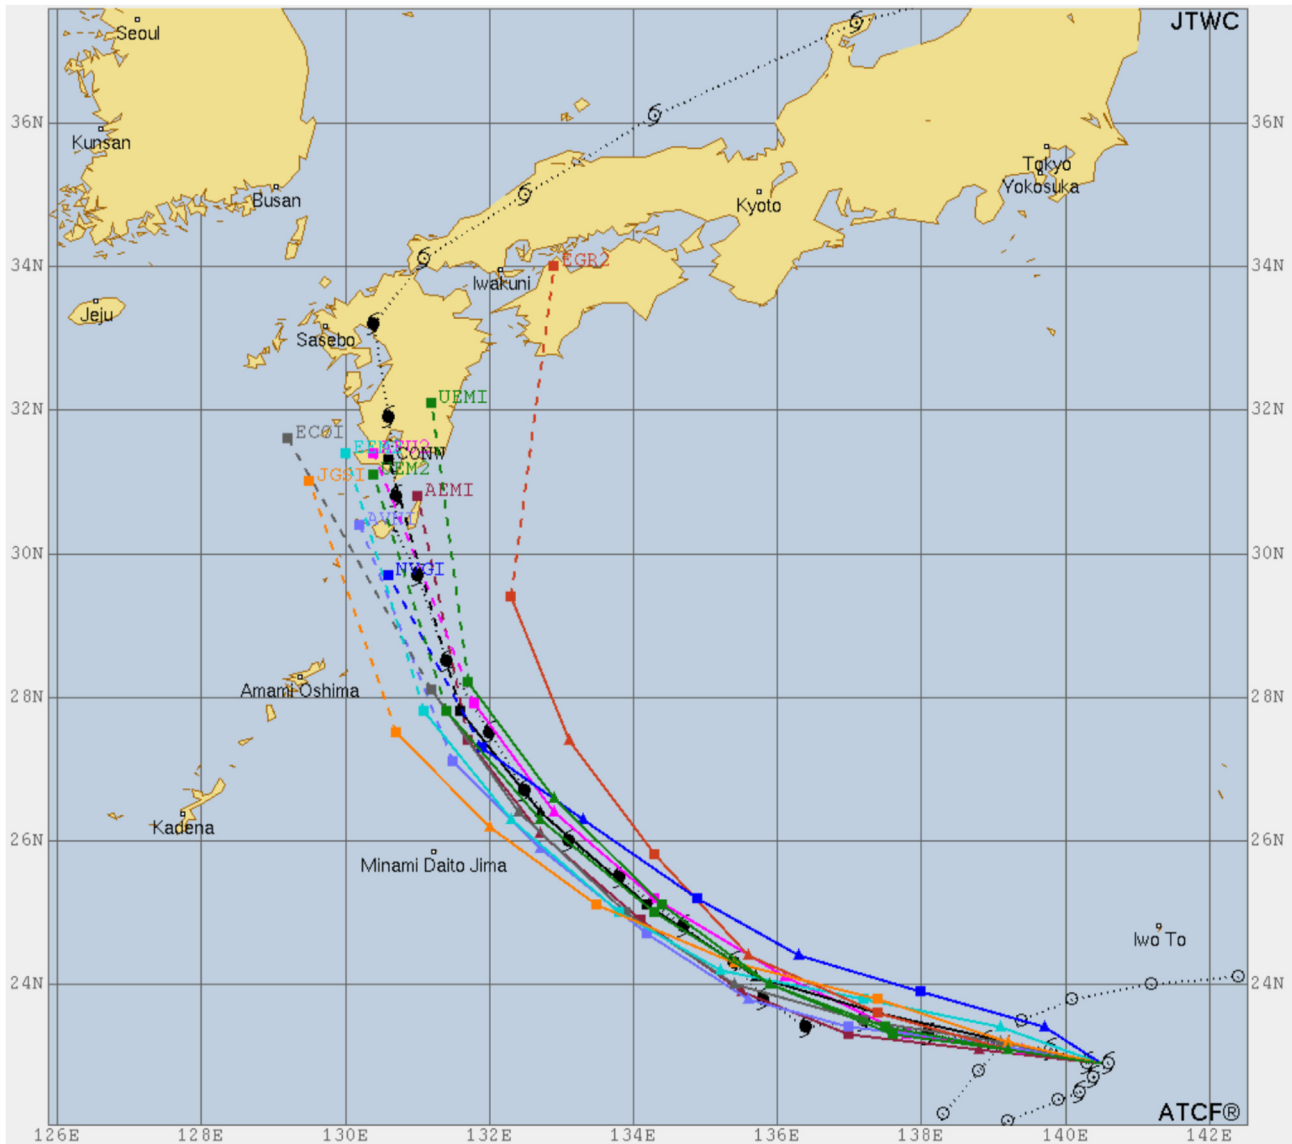 JTWC
Seoul
36N
36N
Kunsan
Tokyo
Yokosuka
Busan
Kyoto
34N
EGR2
34N
Iwakuni
Jeju
Sasebo
UEMI
32N
32N
EC0I
CONW
JGSI
AEMI
AVNI
30N
30N
NVGI
28N
28N
Amami Oshima
Kadena
26N
26N
Minami Daito Jima
Iwo To
24N
24N
ATCF®
126E
128E
130E
132E
134E
136E
138E
140E
142E